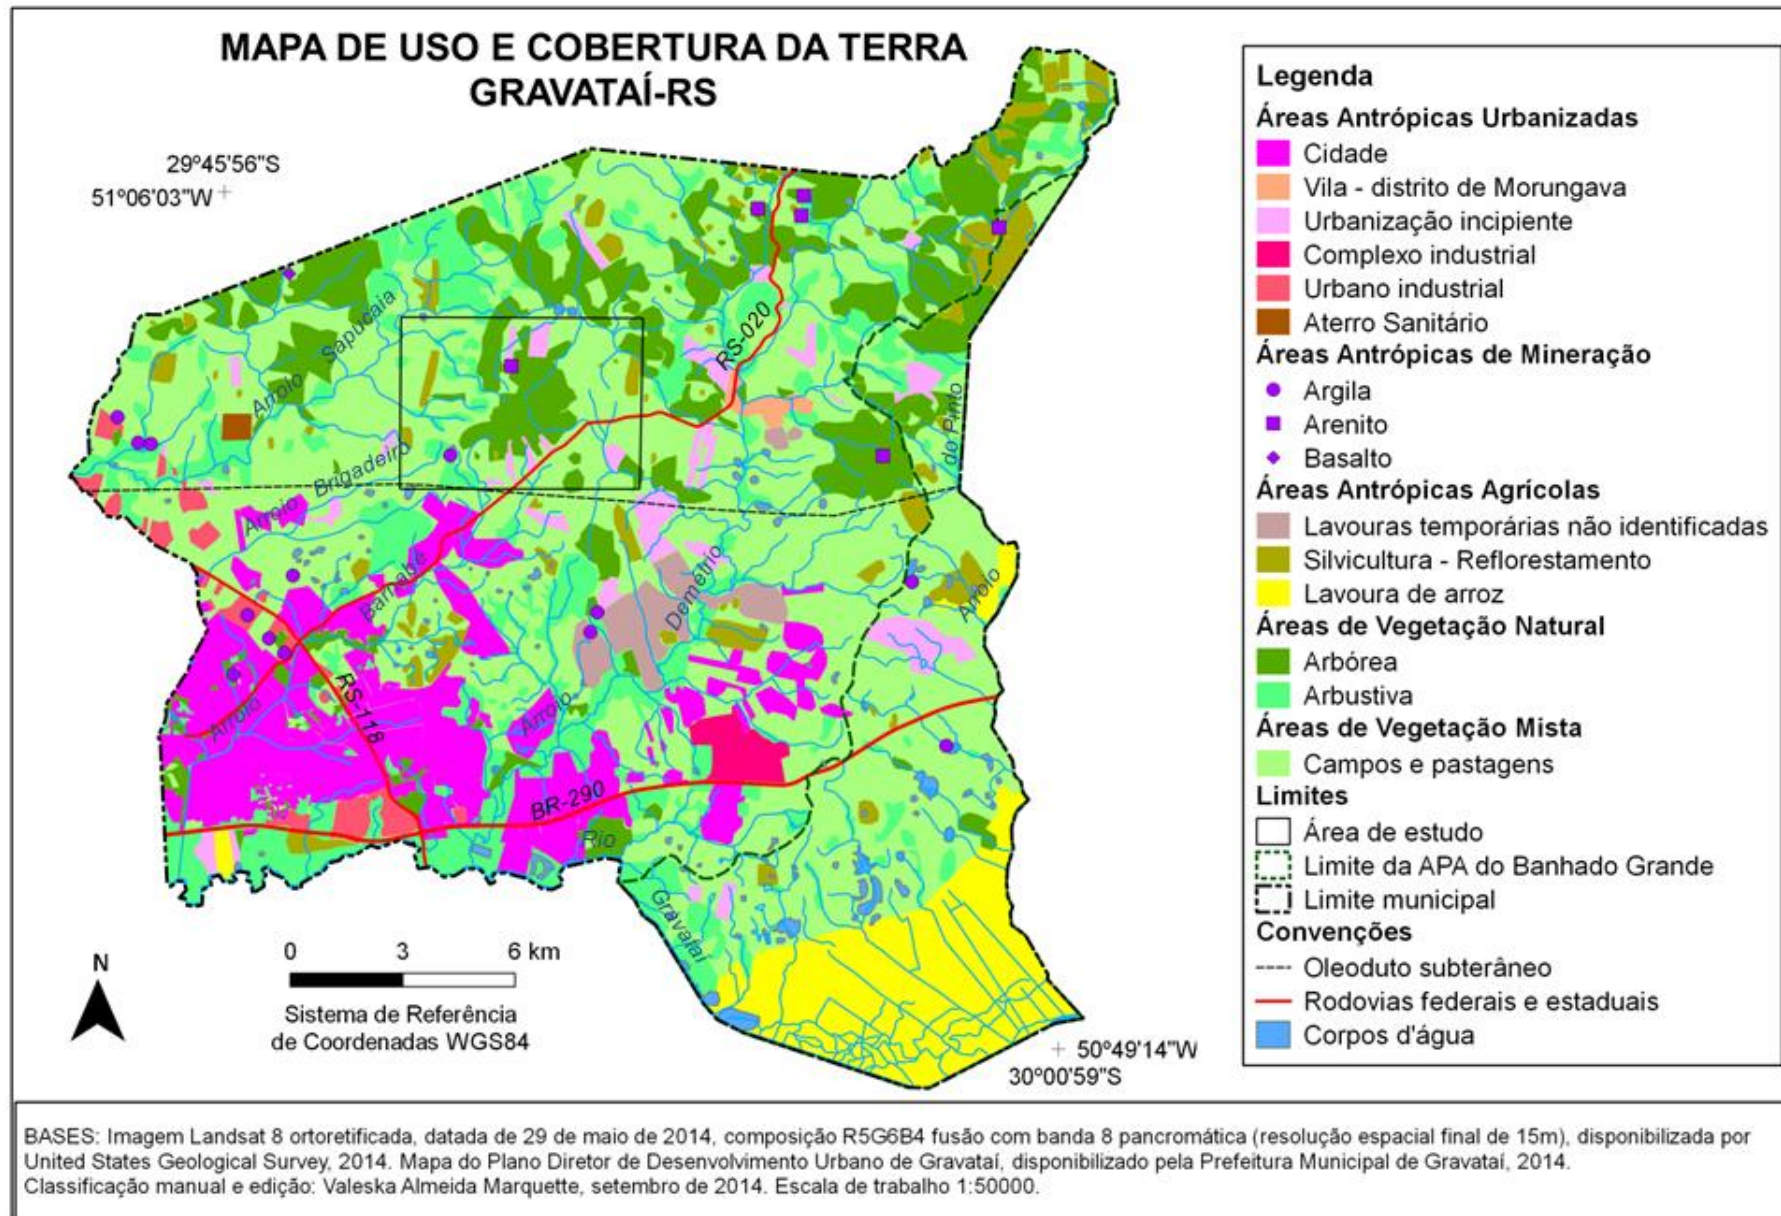 MAPA DE USO E COBERTURA DA TERRA
GRAVATAÍ-RS
29º45'56"S
51º06'03"W
Arroio Sapucaia
RS-020
do Pinto
Arroio Brigadeiro
Barnabé
Demétrio
Arroio
RS-118
Arroio
Arroio
BR-290
Rio
Gravataí
N
0 3 6 km
Sistema de Referência
de Coordenadas WGS84
50º49'14"W
30º00'59"S
Legenda
Áreas Antrópicas Urbanizadas
Cidade
Vila - distrito de Morungava
Urbanização incipiente
Complexo industrial
Urbano industrial
Aterro Sanitário
Áreas Antrópicas de Mineração
Argila
Arenito
Basalto
Áreas Antrópicas Agrícolas
Lavouras temporárias não identificadas
Silvicultura - Reflorestamento
Lavoura de arroz
Áreas de Vegetação Natural
Arbórea
Arbustiva
Áreas de Vegetação Mista
Campos e pastagens
Limites
Área de estudo
Limite da APA do Banhado Grande
Limite municipal
Convenções
Oleoduto subterâneo
Rodovias federais e estaduais
Corpos d'água
BASES: Imagem Landsat 8 ortoretificada, datada de 29 de maio de 2014, composição R5G6B4 fusão com banda 8 pancromática (resolução espacial final de 15m), disponibilizada por
United States Geological Survey, 2014. Mapa do Plano Diretor de Desenvolvimento Urbano de Gravataí, disponibilizado pela Prefeitura Municipal de Gravataí, 2014.
Classificação manual e edição: Valeska Almeida Marquette, setembro de 2014. Escala de trabalho 1:50000.